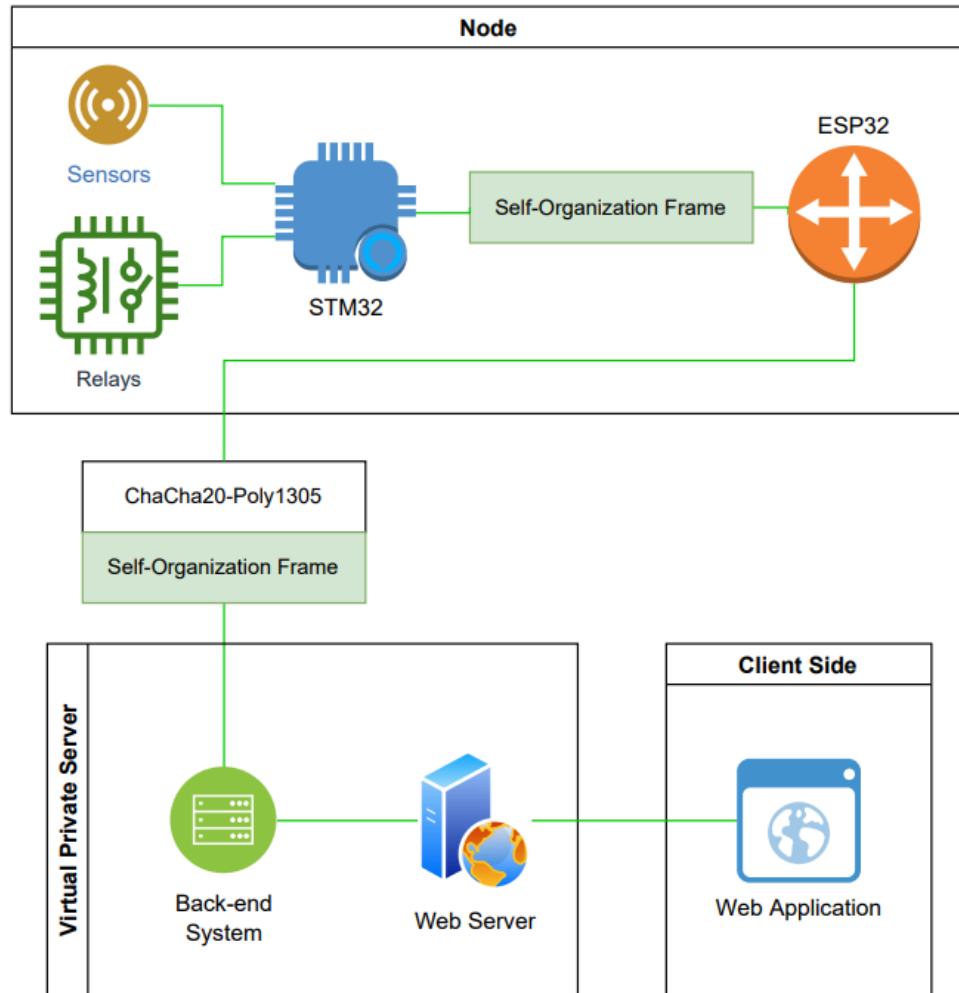 Node
Sensors
ESP32
Self-Organization Frame
STM32
Relays
ChaCha20-Poly1305
Self-Organization Frame
Virtual Private Server
Back-end
System
Web Server
Client Side
Web Application